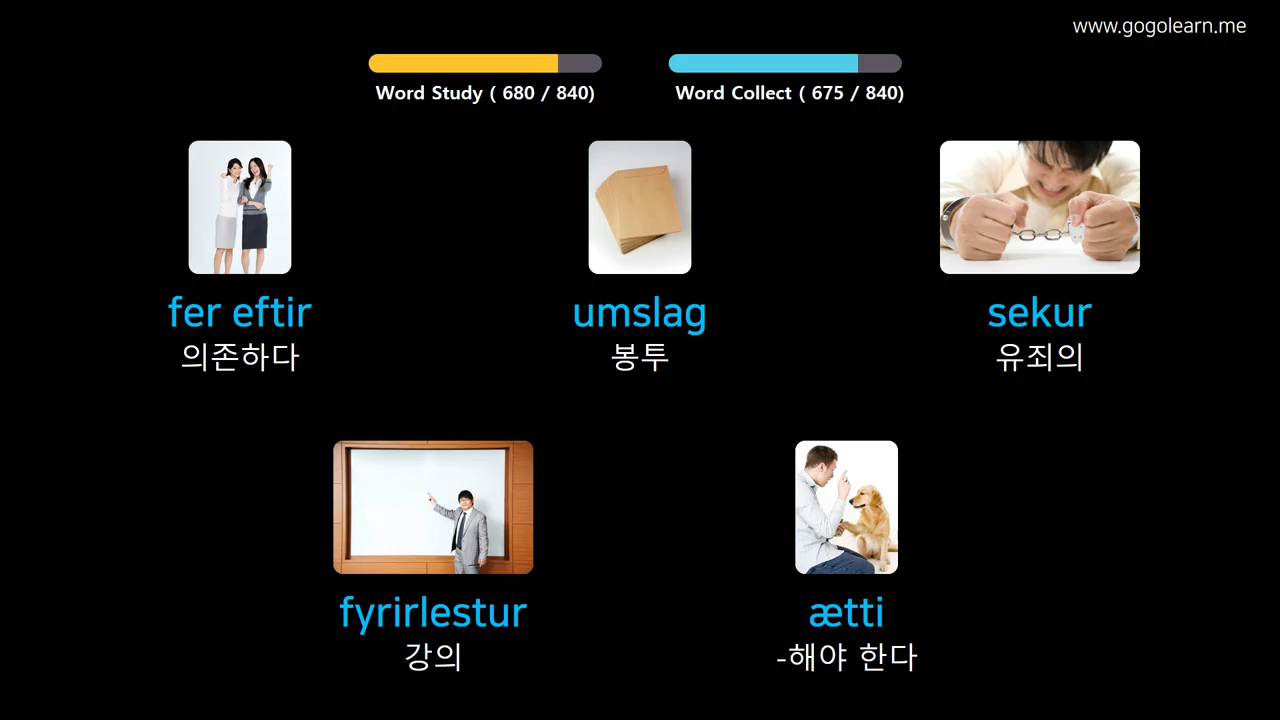 www.gogolearn.me
Word Study ( 680 / 840)
Word Collect ( 675 / 840)
fer eftir
의존하다
umslag
봉투
sekur
유죄의
fyrirlestur
강의
ætti
-해야 한다